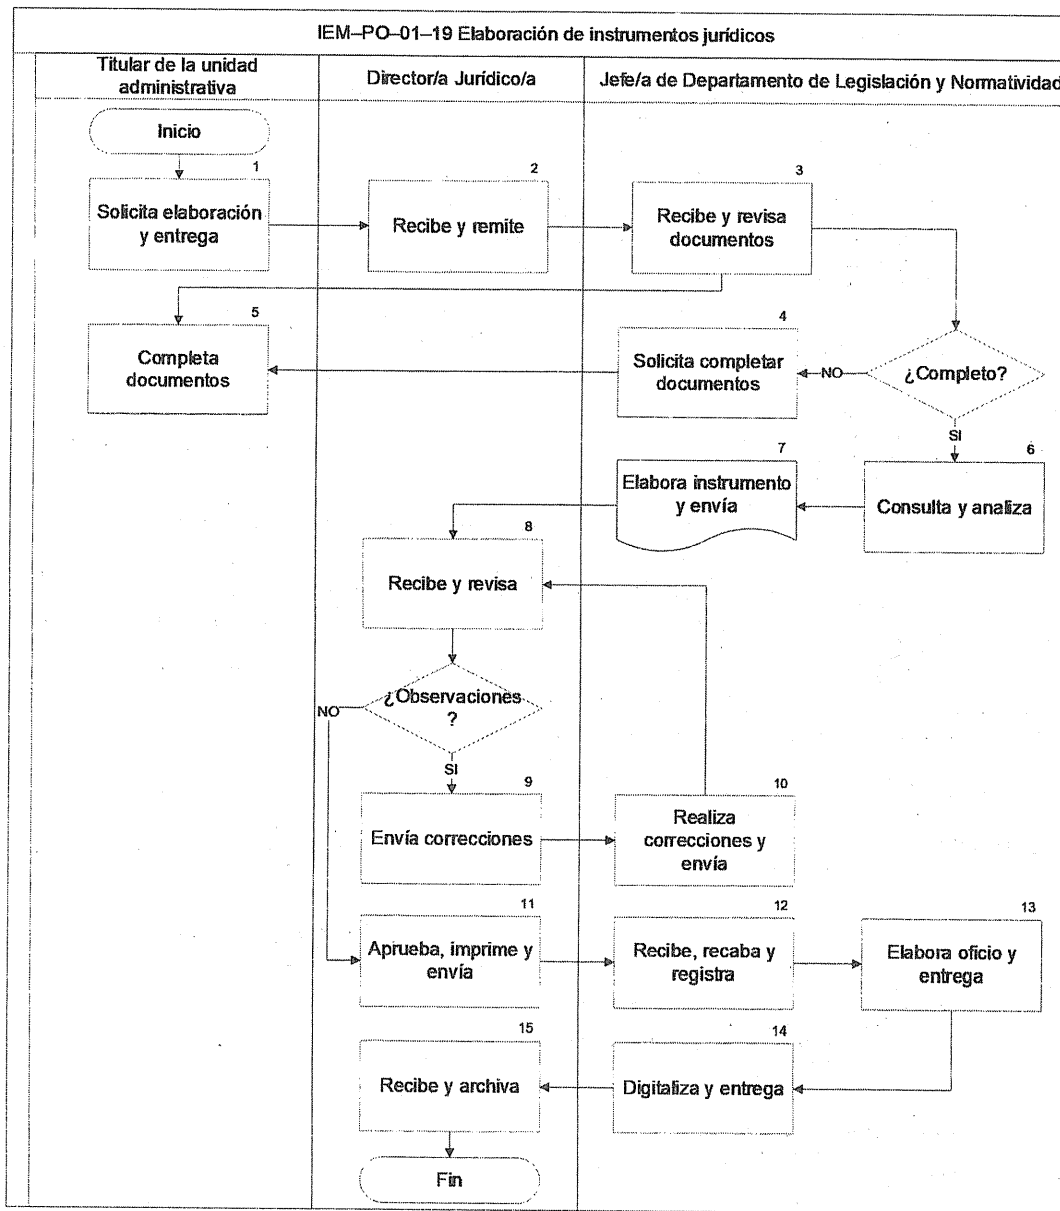 IEM–PO–01–19 Elaboración de instrumentos jurídicos
Titular de la unidad
administrativa
Director/a Jurídico/a
Jefe/a de Departamento de Legislación y Normatividad
Inicio
1
Solicita elaboración
y entrega
2
Recibe y remite
3
Recibe y revisa
documentos
5
Completa
documentos
4
Solicita completar
documentos
NO
¿Completo?
SI
7
Elabora instrumento
y envía
6
Consulta y analiza
8
Recibe y revisa
¿Observaciones
?
NO
SI
9
Envía correcciones
10
Realiza
correcciones y
envía
11
Aprueba, imprime y
envía
12
Recibe, recaba y
registra
13
Elabora oficio y
entrega
15
Recibe y archiva
14
Digitaliza y entrega
Fin